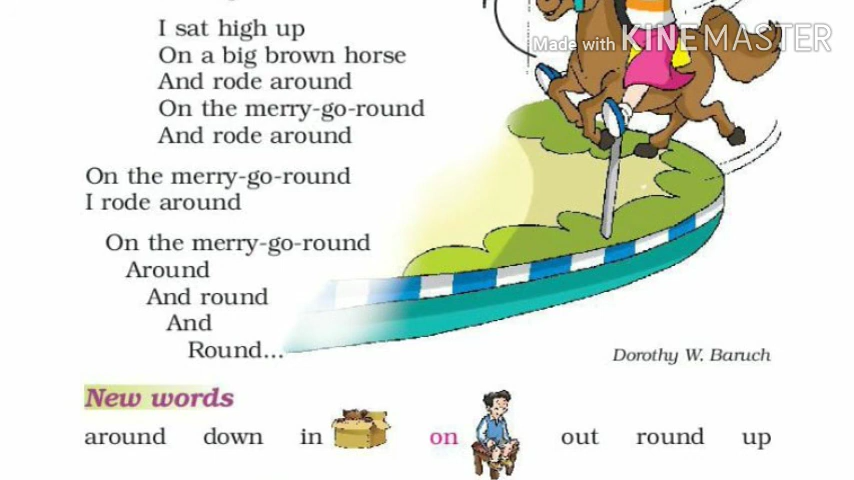 Made with KINEMASTER
I sat high up
On a big brown horse
And rode around
On the merry-go-round
And rode around
On the merry-go-round
I rode around
On the merry-go-round
Around
And round
And
Round...
Dorothy W. Baruch
New words
around down in on out round up